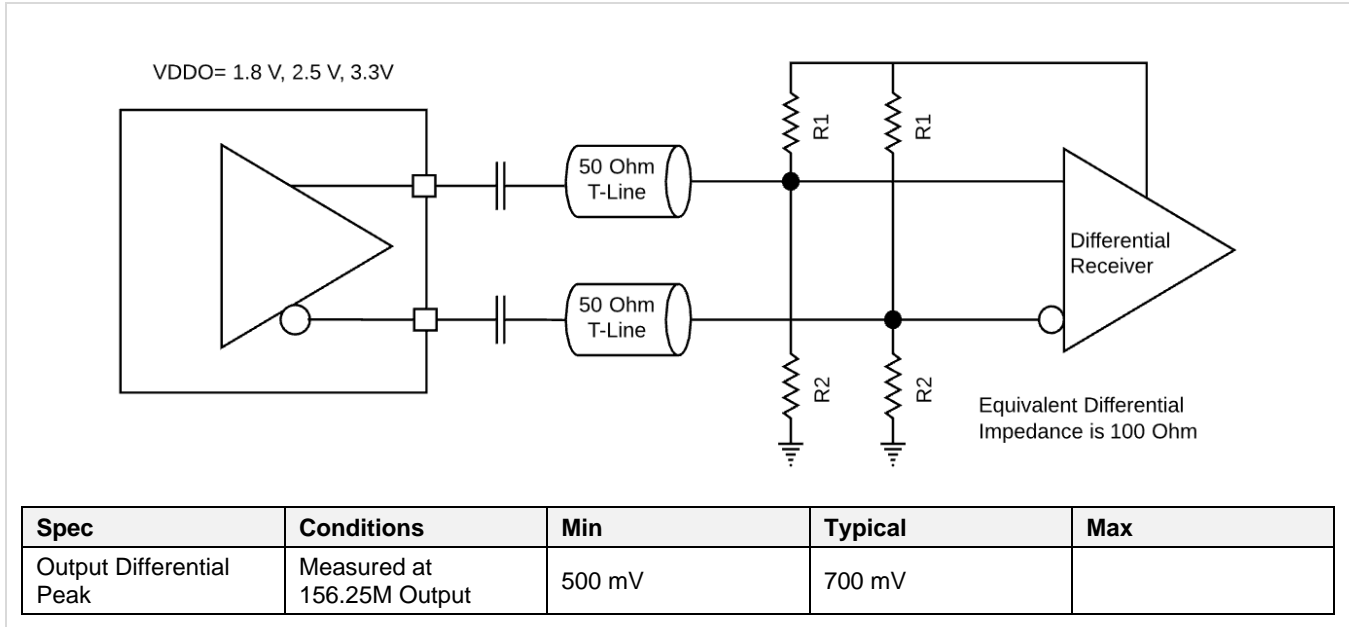 VDDO= 1.8 V, 2.5 V, 3.3V
R1
R1
50 Ohm
T-Line
Differential
Receiver
50 Ohm
T-Line
R2
R2
Equivalent Differential
Impedance is 100 Ohm
Spec Conditions Min Typical Max
Output Differential
Peak
Measured at
156.25M Output
500 mV
700 mV